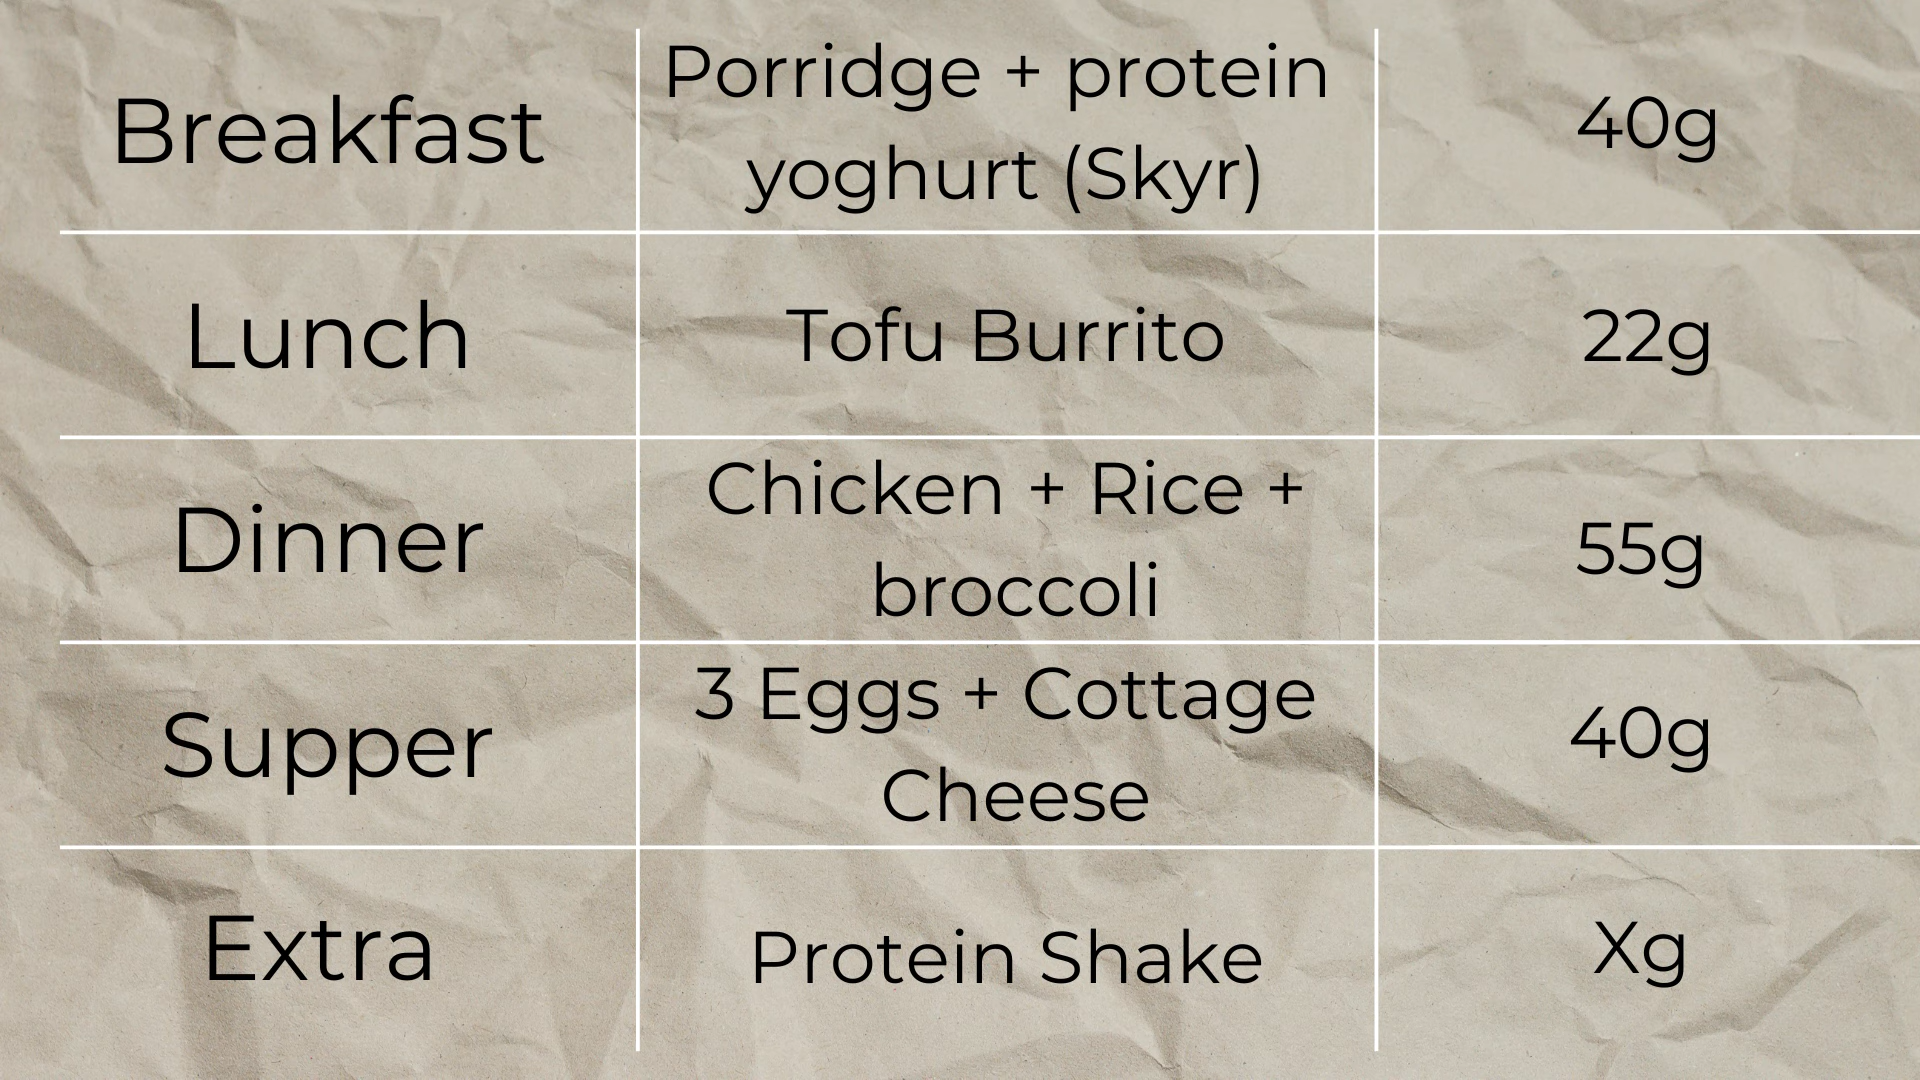 Breakfast
Porridge + protein
yoghurt (Skyr)
40g
Lunch
Tofu Burrito
22g
Dinner
Chicken + Rice +
broccoli
55g
Supper
3 Eggs + Cottage
Cheese
40g
Extra
Protein Shake
Xg